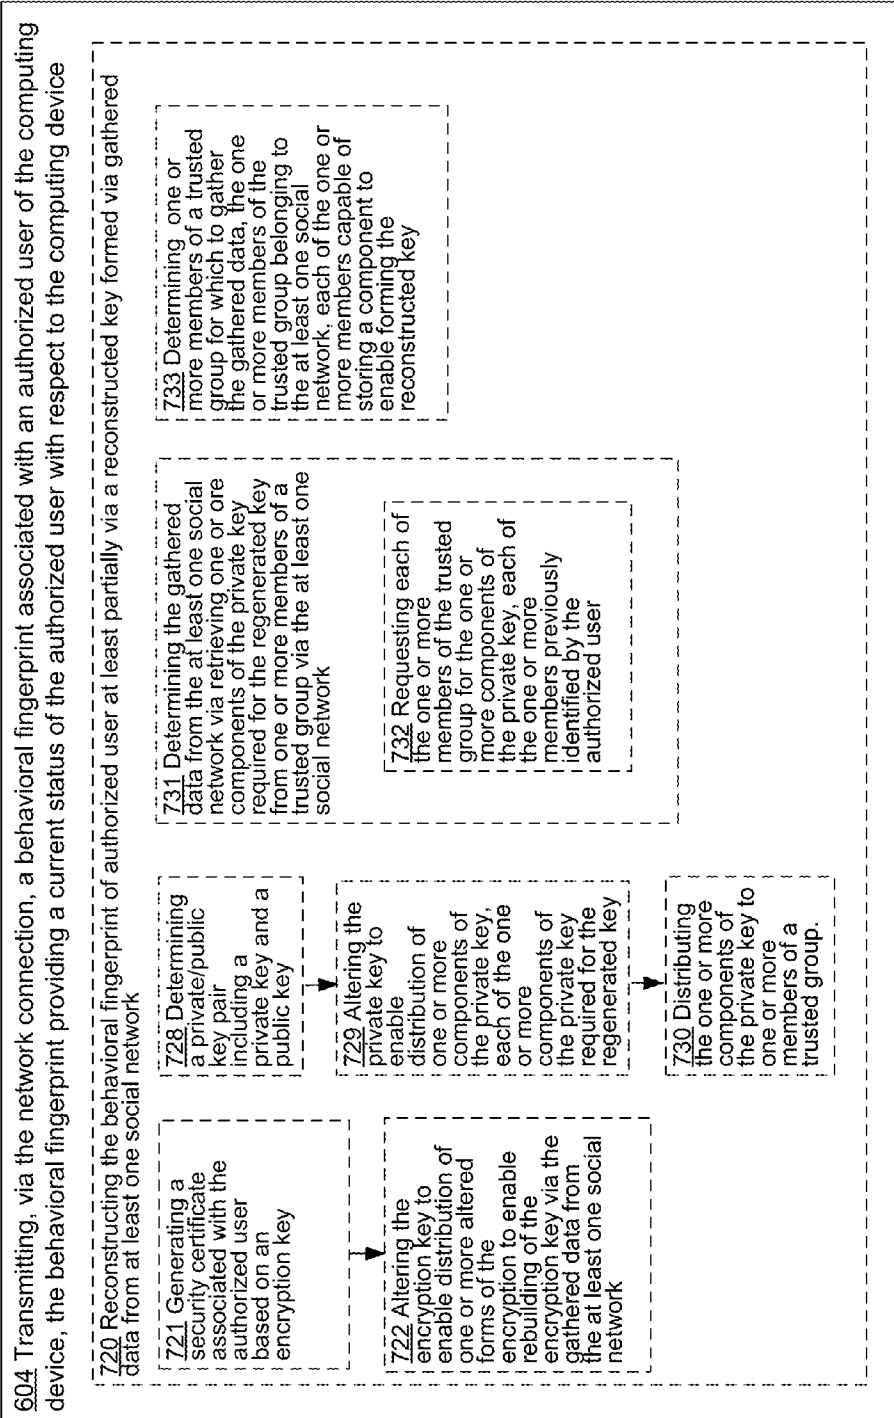 604 Transmitting, via the network connection, a behavioral fingerprint associated with an authorized user of the computing
device, the behavioral fingerprint providing a current status of the authorized user with respect to the computing device
720 Reconstructing the behavioral fingerprint of authorized user at least partially via a reconstructed key formed via gathered
data from at least one social network
721 Generating a
security certificate
associated with the
authorized user
based on an
encryption key
722 Altering the
encryption key to
enable distribution of
one or more altered
forms of the
encryption to enable
rebuilding of the
encryption key via the
gathered data from
the at least one social
network
728 Determining
a private/public
key pair
including a
private key and a
public key
729 Altering the
private key to
enable
distribution of
one or more
components of
the private key,
each of the one
or more
components of
the private key
required for the
regenerated key
730 Distributing
the one or more
components of
the private key to
one or more
members of a
trusted group.
731 Determining the gathered
data from the at least one social
network via retrieving one or ore
components of the private key
required for the regenerated key
from one or more members of a
trusted group via the at least one
social network
732 Requesting each of
the one or more
members of the trusted
group for the one or
more components of
the private key, each of
the one or more
members previously
identified by the
authorized user
733 Determining one or
more members of a trusted
group for which to gather
the gathered data, the one
or more members of the
trusted group belonging to
the at least one social
network, each of the one or
more members capable of
storing a component to
enable forming the
reconstructed key